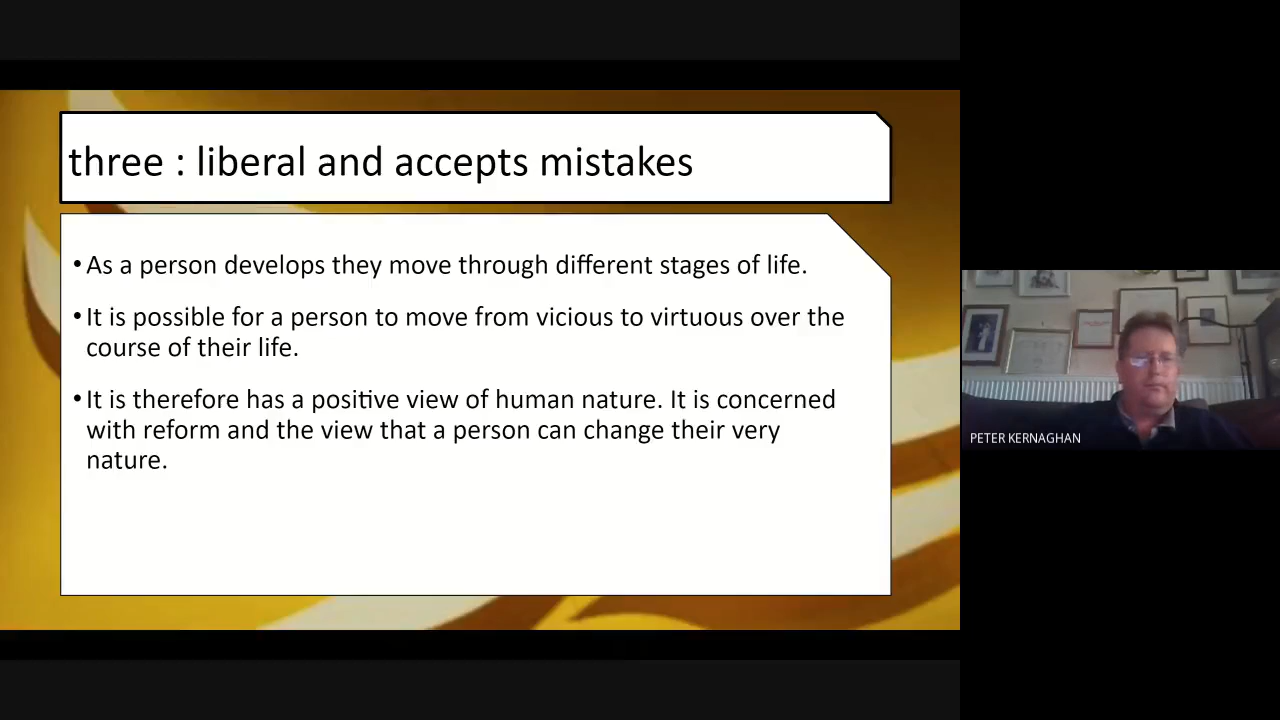 three : liberal and accepts mistakes
•As a person develops they move through different stages of life.
•It is possible for a person to move from vicious to virtuous over the
course of their life.
•It is therefore has a positive view of human nature. It is concerned
with reform and the view that a person can change their very
nature.
PETER KERNAGHAN